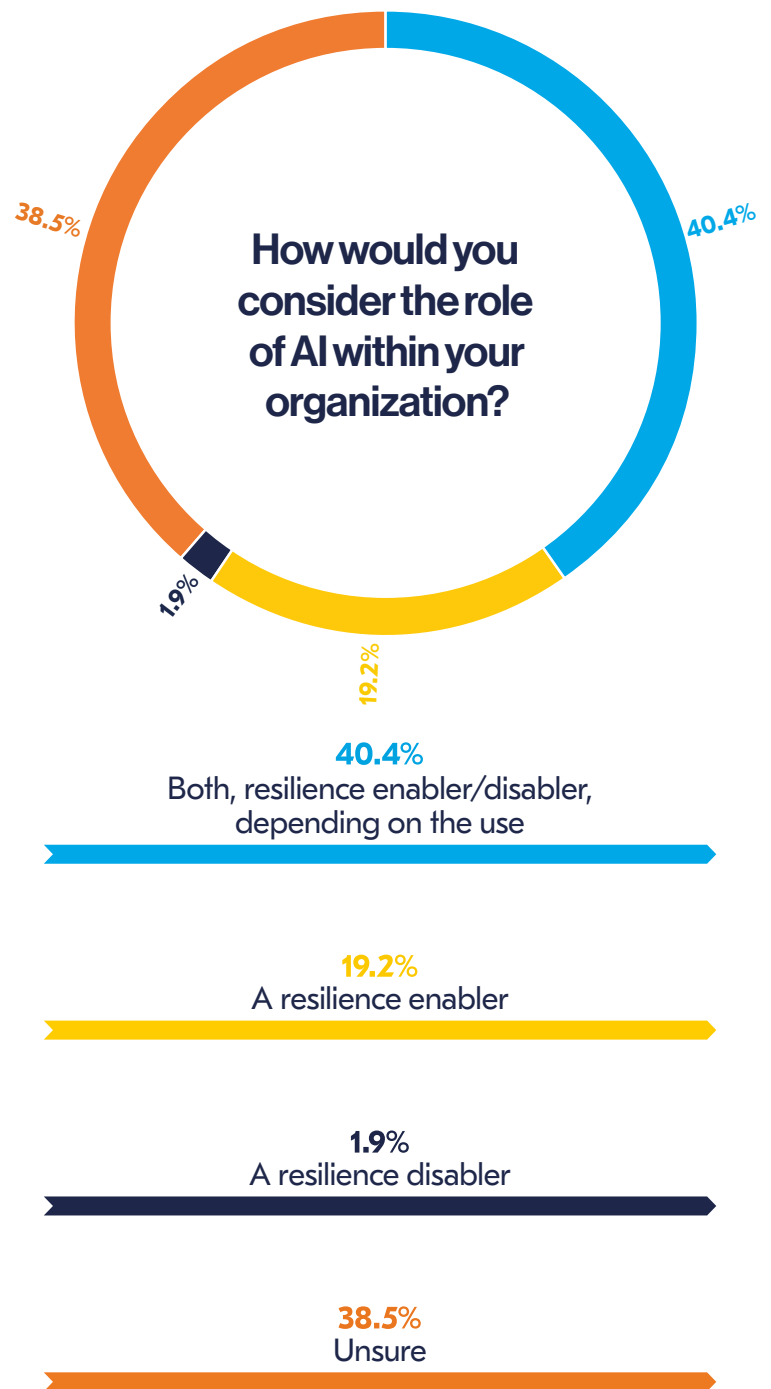 38.5%
40.4%
How would you
consider the role
of AI within your
organization?
1.9%
19.2%
40.4%
Both, resilience enabler/disabler,
depending on the use
19.2%
A resilience enabler
1.9%
A resilience disabler
38.5%
Unsure